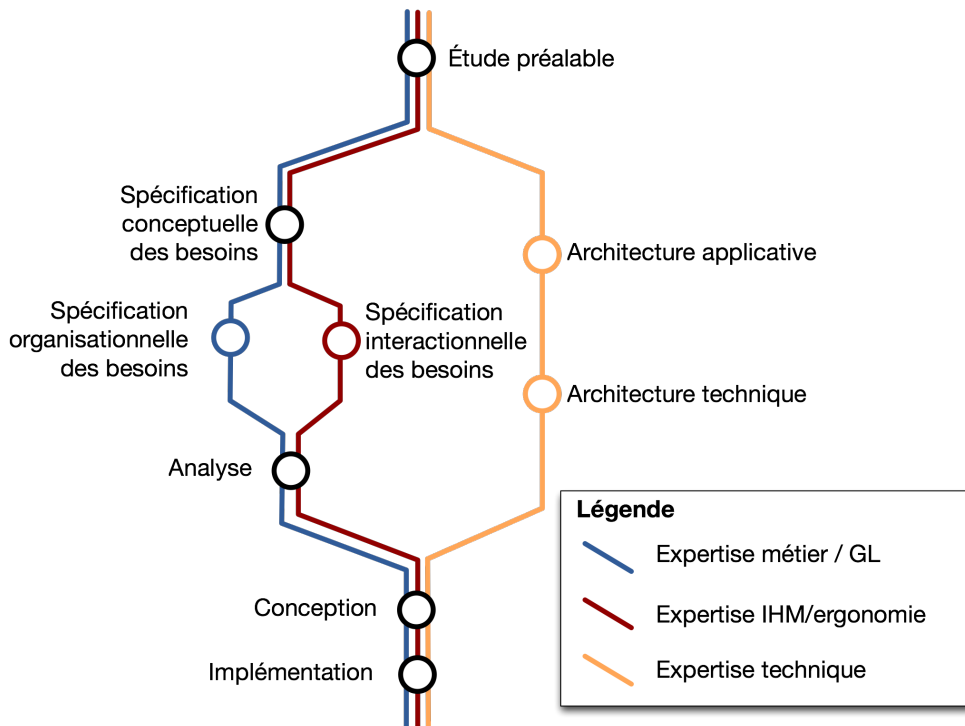 Étude préalable
Spécification
conceptuelle
des besoins
Architecture applicative
Spécification
organisationnelle
des besoins
Spécification
interactionnelle
des besoins
Architecture technique
Analyse
Légende
Expertise métier / GL
Expertise IHM/ergonomie
Expertise technique
Conception
Implémentation